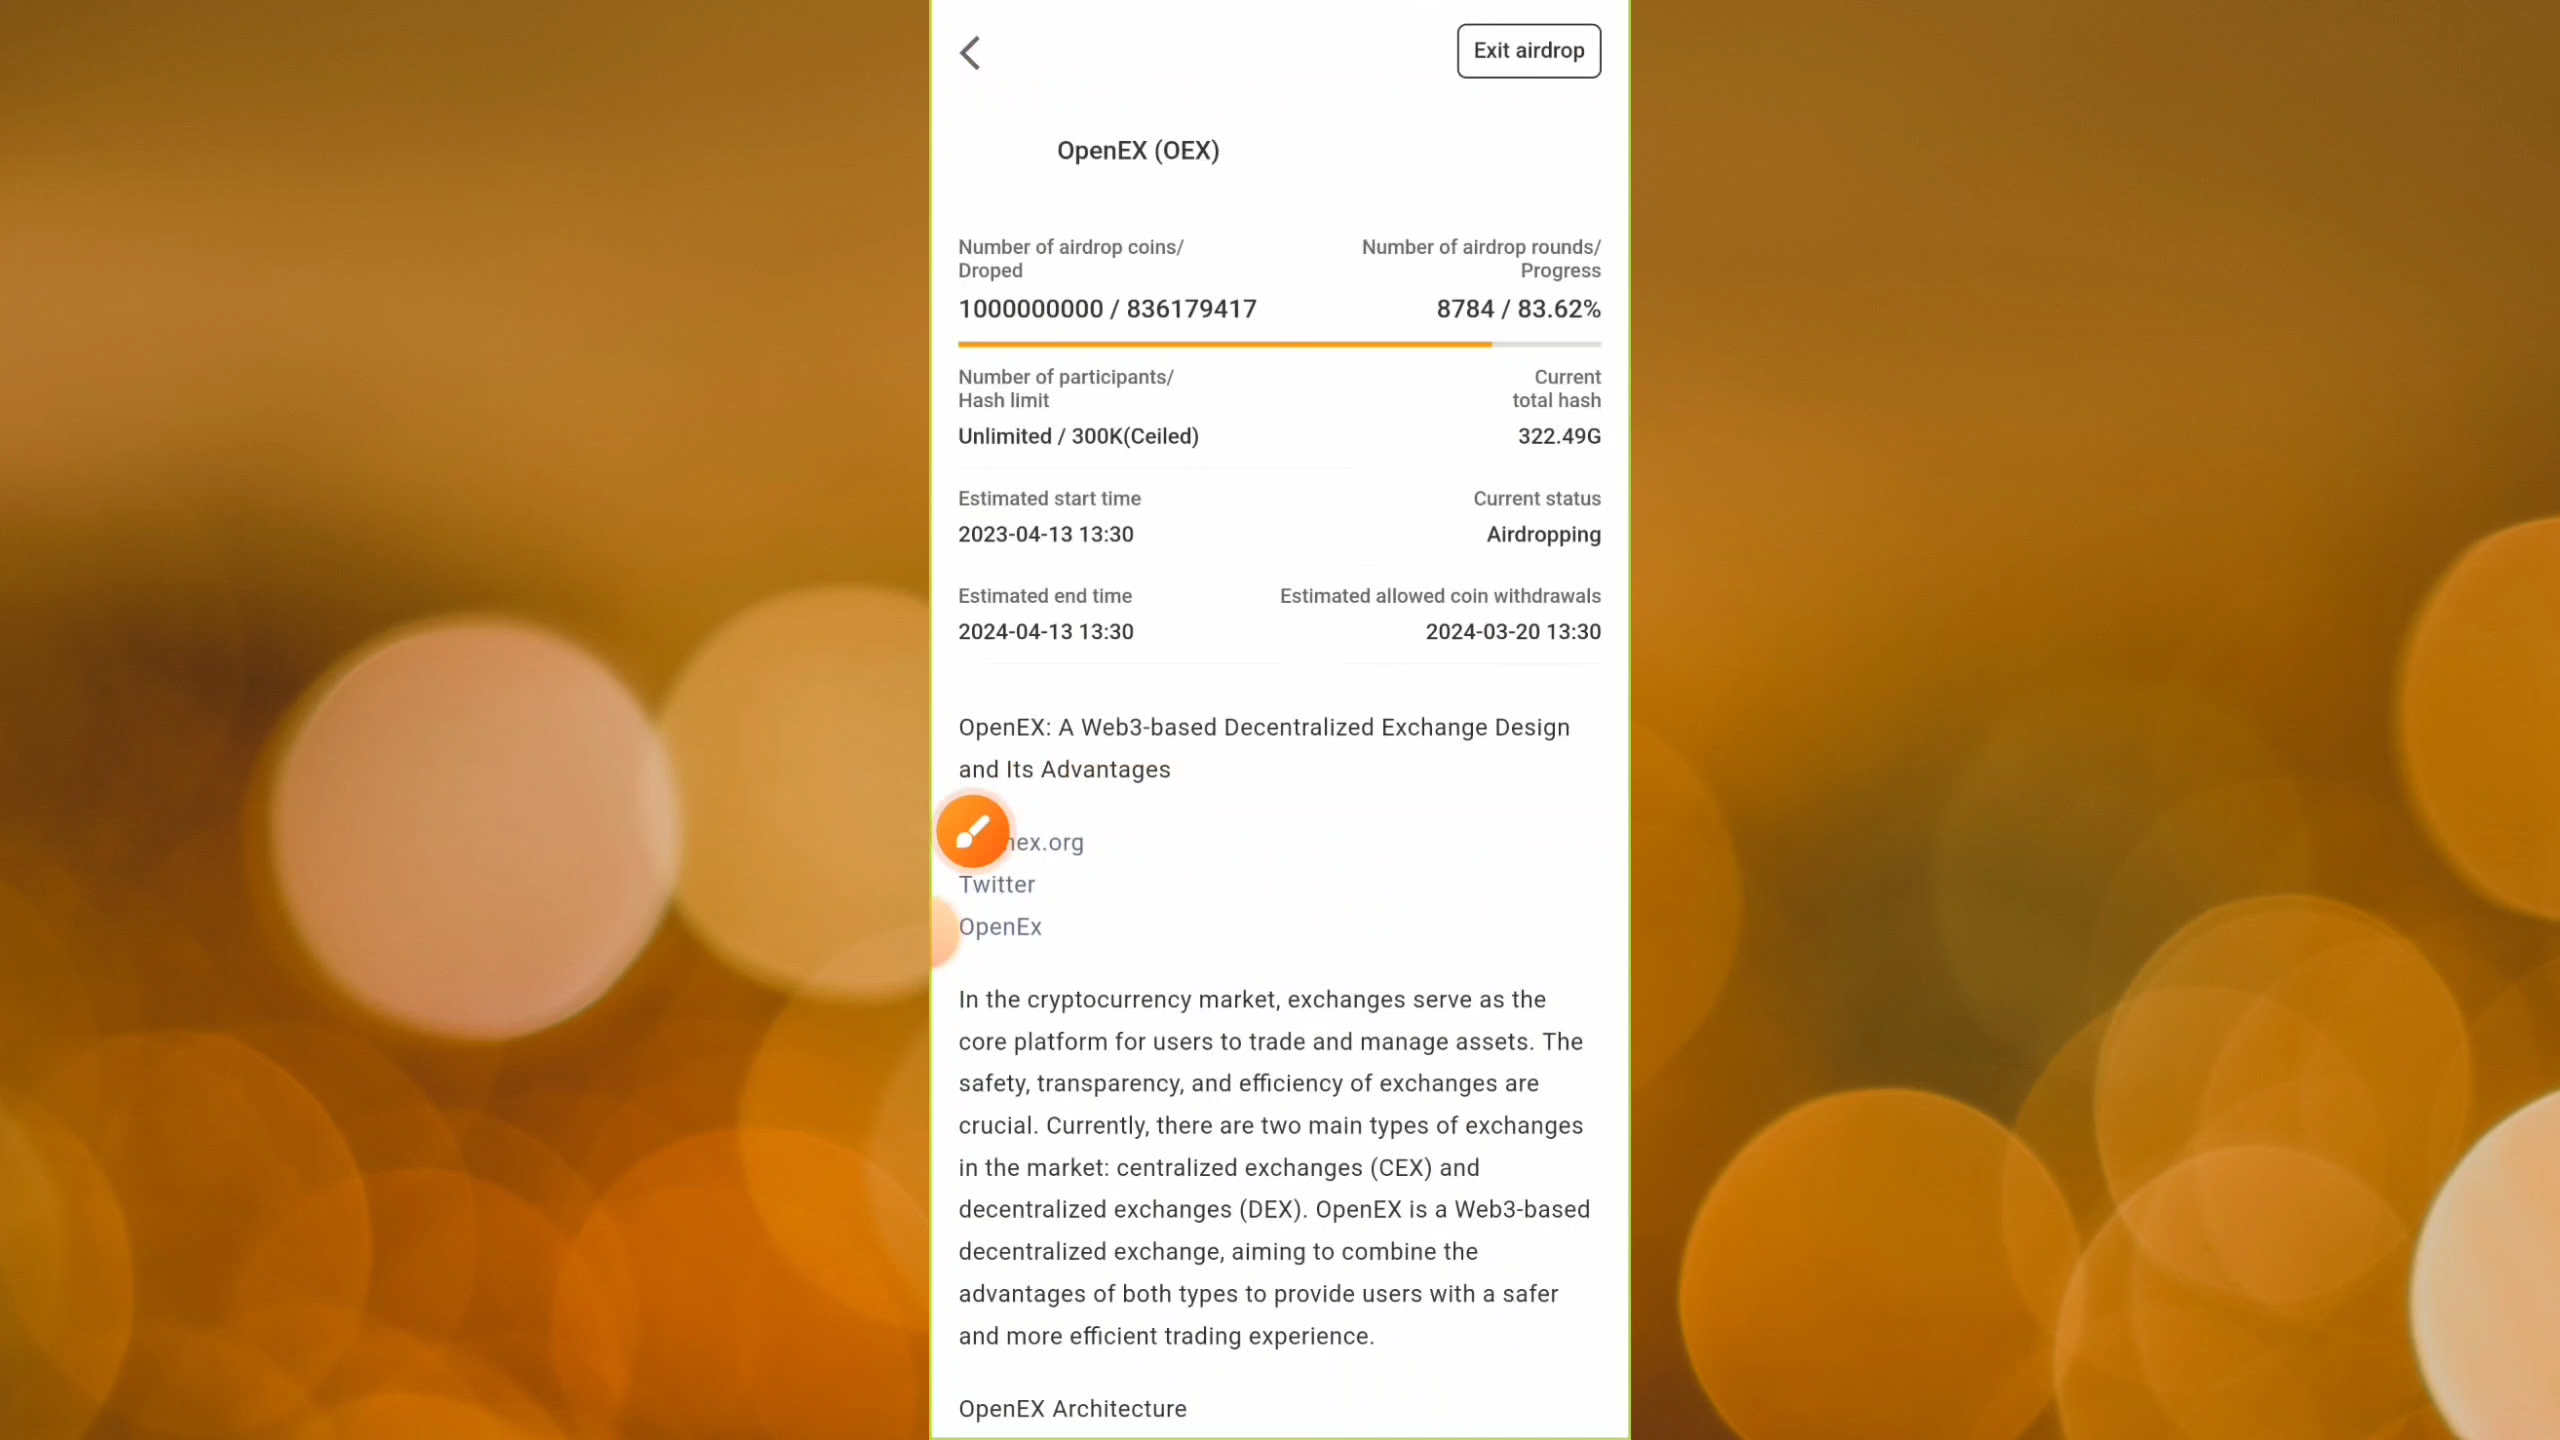 Exit airdrop
OpenEX (OEX)
Number of airdrop coins/
Droped
Number of airdrop rounds/
Progress
1000000000 / 836179417
8784 / 83.62%
Number of participants/
Hash limit
Current
total hash
Unlimited / 300K(Ceiled)
322.49G
Estimated start time
Current status
2023-04-13 13:30
Airdropping
Estimated end time
Estimated allowed coin withdrawals
2024-04-13 13:30
2024-03-20 13:30
OpenEX: A Web3-based Decentralized Exchange Design
and Its Advantages
nex.org
Twitter
OpenEx
In the cryptocurrency market, exchanges serve as the
core platform for users to trade and manage assets. The
safety, transparency, and efficiency of exchanges are
crucial. Currently, there are two main types of exchanges
in the market: centralized exchanges (CEX) and
decentralized exchanges (DEX). OpenEX is a Web3-based
decentralized exchange, aiming to combine the
advantages of both types to provide users with a safer
and more efficient trading experience.
OpenEX Architecture